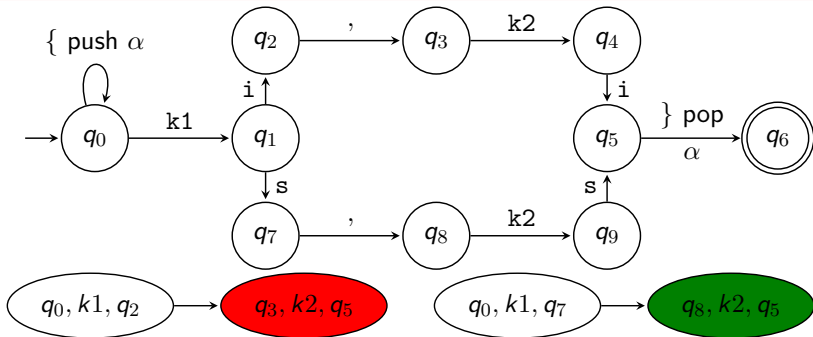 q2 , q3 k2 q4
{ push α
i i
q0 k1 q1 q5 } pop α q6
s s
q7 , q8 k2 q9
q0, k1, q2 q3, k2, q5 q0, k1, q7 q8, k2, q5